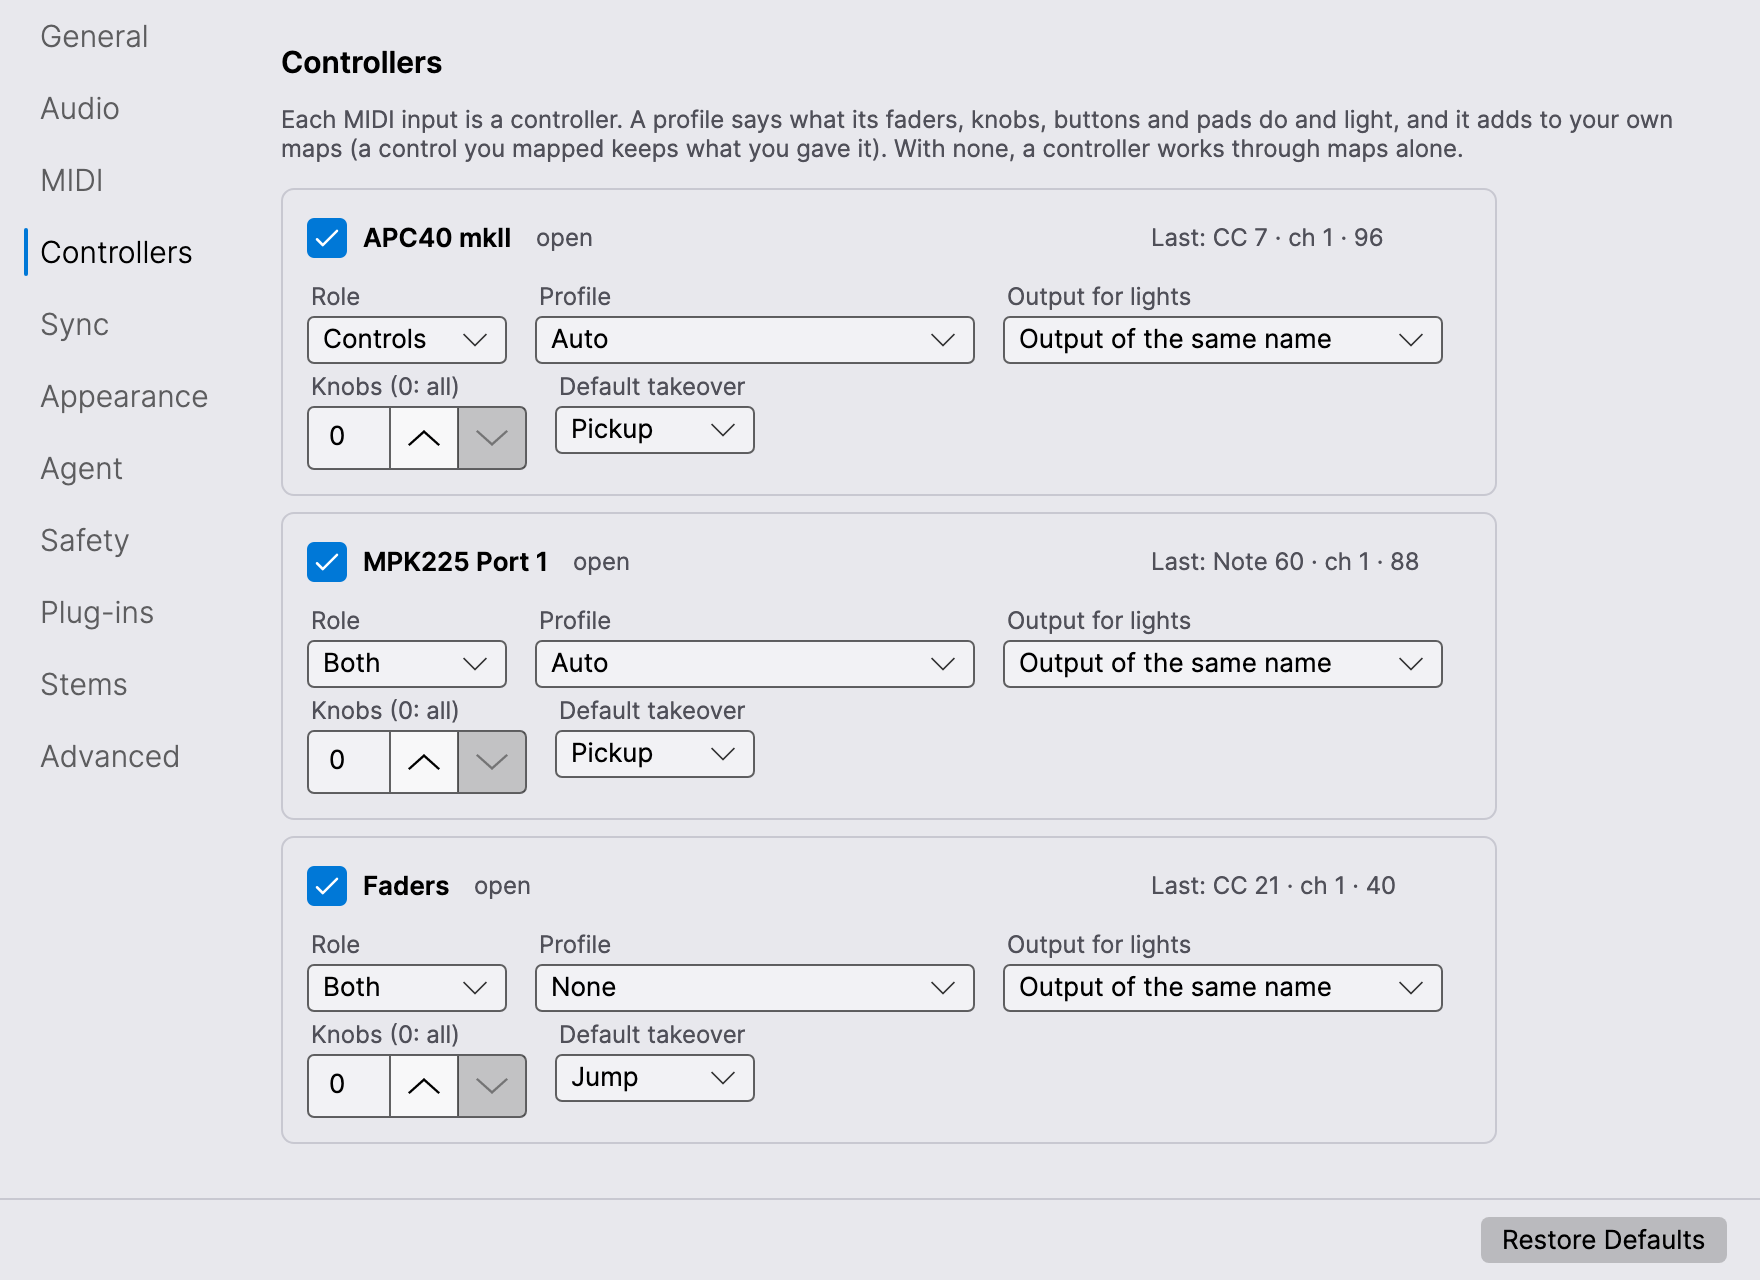 General
Audio
MIDI
Controllers
Sync
Appearance
Agent
Safety
Plug-ins
Stems
Advanced
Controllers
Each MIDI input is a controller. A profile says what its faders, knobs, buttons and pads do and light, and it adds to your own
maps (a control you mapped keeps what you gave it). With none, a controller works through maps alone.
APC40 mkII open Last: CC 7 · ch 1 · 96
Role Profile Output for lights
Controls Auto Output of the same name
Knobs (0: all) Default takeover
0 Pickup
MPK225 Port 1 open Last: Note 60 · ch 1 · 88
Role Profile Output for lights
Both Auto Output of the same name
Knobs (0: all) Default takeover
0 Pickup
Faders open Last: CC 21 · ch 1 · 40
Role Profile Output for lights
Both None Output of the same name
Knobs (0: all) Default takeover
0 Jump
Restore Defaults